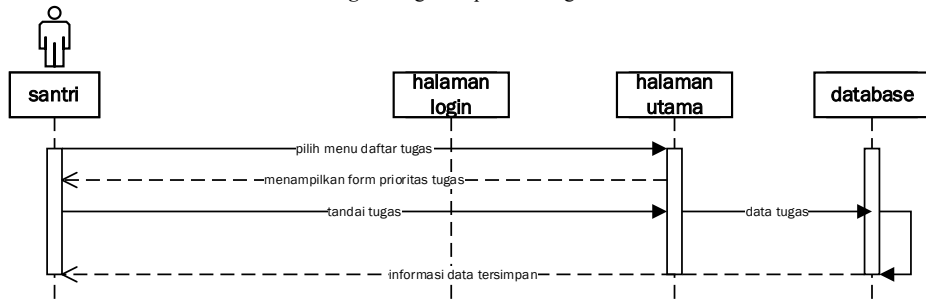 santri
halaman
login
halaman
utama
database
pilih menu daftar tugas
menampilkan form prioritas tugas
tandai tugas
data tugas
informasi data tersimpan